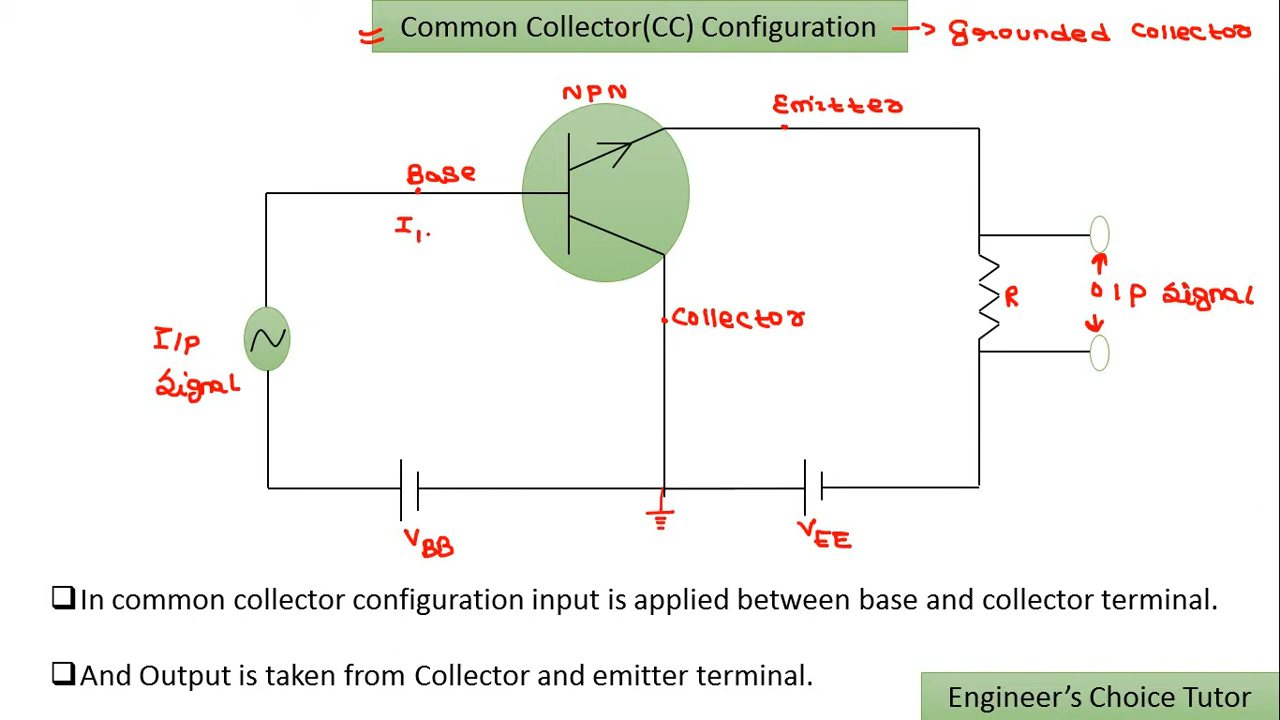 Common Collector(CC) Configuration → Grounded Collector
NPN
Emitter
Base
I1.
Collector
R
O/P Signal
I/P
Signal
VBB
VEE
❑In common collector configuration input is applied between base and collector terminal.
❑And Output is taken from Collector and emitter terminal.
Engineer’s Choice Tutor